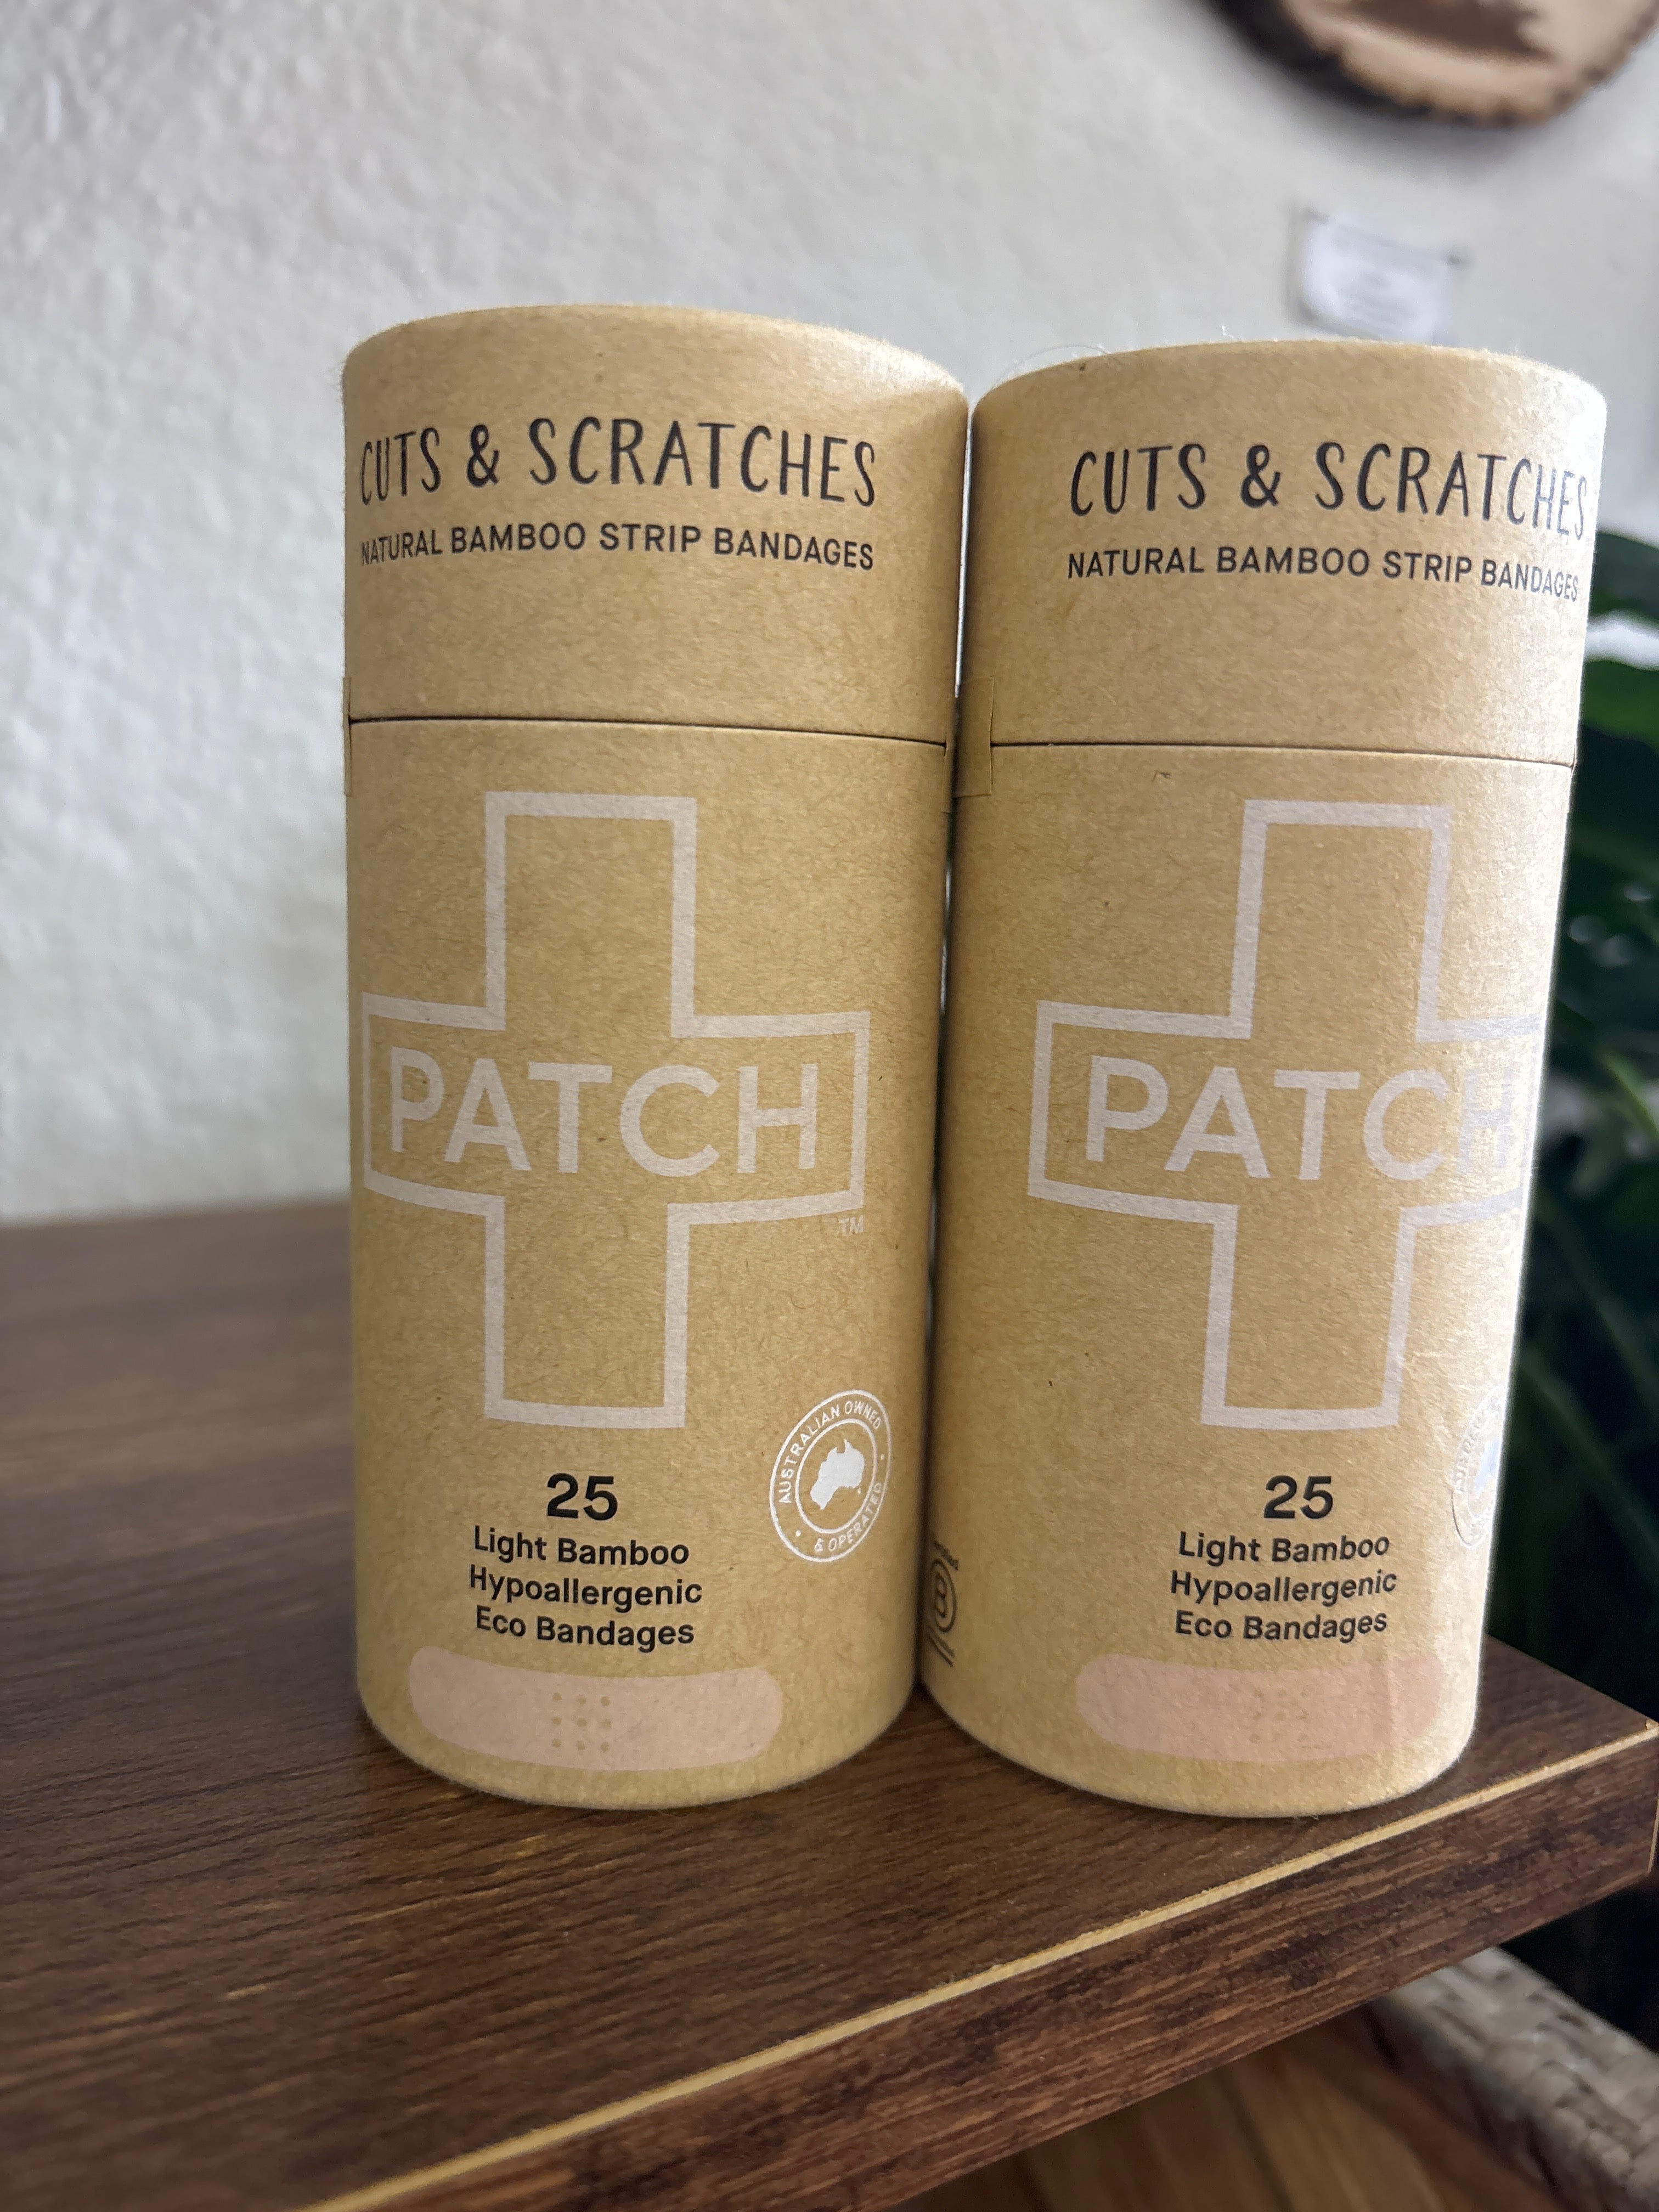 CUTS & SCRATCHES
NATURAL BAMBOO STRIP BANDAGES
PATCH
TM
AUSTRALIAN OWNED
& OPERATED
25
Light Bamboo
Hypoallergenic
Eco Bandages
CUTS & SCRATCHES
NATURAL BAMBOO STRIP BANDAGES
PATCH
B
25
Light Bamboo
Hypoallergenic
Eco Bandages